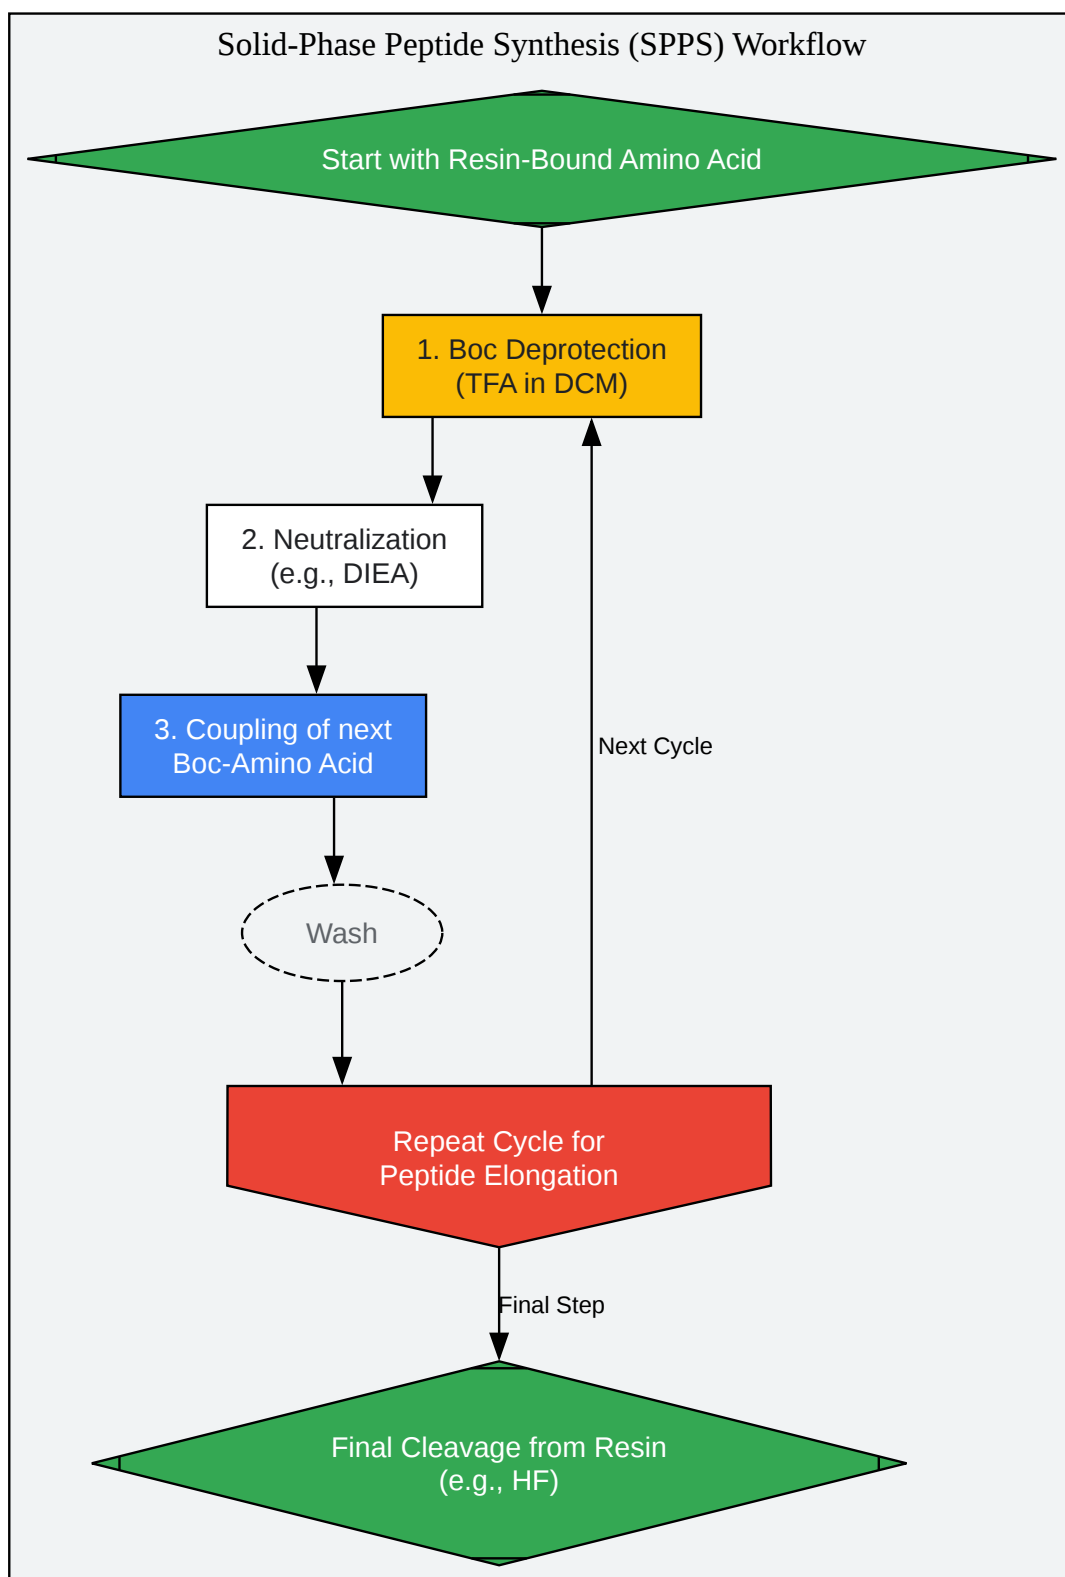 Solid-Phase Peptide Synthesis (SPPS) Workflow
Start with Resin-Bound Amino Acid
1. Boc Deprotection
(TFA in DCM)
2. Neutralization
(e.g., DIEA)
3. Coupling of next
Boc-Amino Acid
Next Cycle
Wash
Repeat Cycle for
Peptide Elongation
Final Step
Final Cleavage from Resin
(e.g., HF)